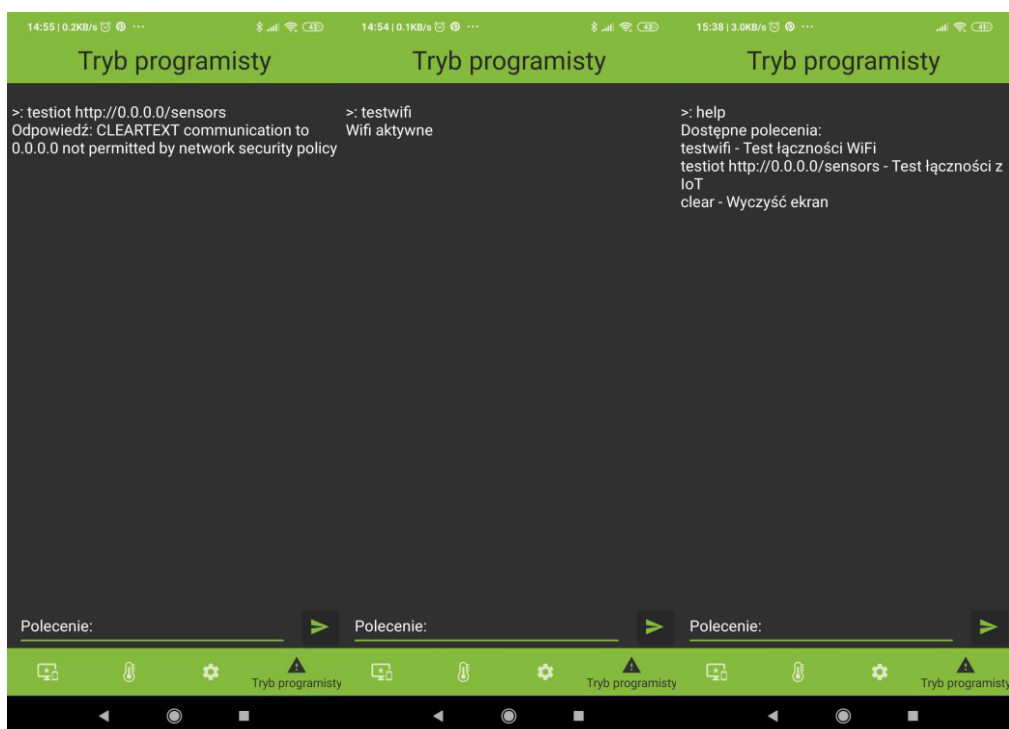 14:55 | 0.2KB/s
42
Tryb programisty
>: testiot http://0.0.0.0/sensors
Odpowiedź: CLEARTEXT communication to
0.0.0.0 not permitted by network security policy
Polecenie:
Tryb programisty
14:54 | 0.1KB/s
42
Tryb programisty
>: testwifi
Wifi aktywne
Polecenie:
Tryb programisty
15:38 | 3.0KB/s
41
Tryb programisty
>: help
Dostępne polecenia:
testwifi - Test łączności WiFi
testiot http://0.0.0.0/sensors - Test łączności z
IoT
clear - Wyczyść ekran
Polecenie:
Tryb programisty